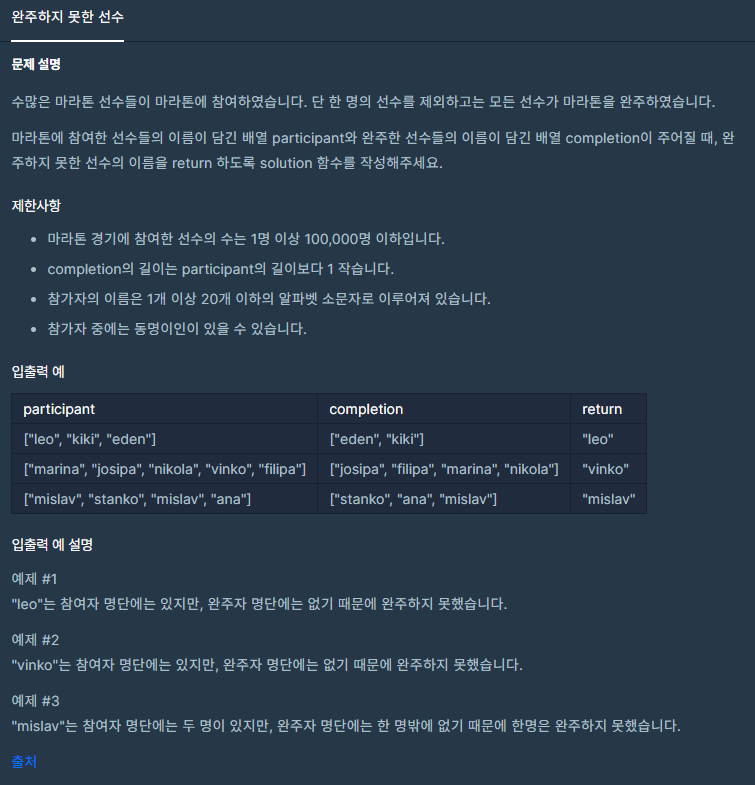 완주하지 못한 선수
문제 설명
수많은 마라톤 선수들이 마라톤에 참여하였습니다. 단 한 명의 선수를 제외하고는 모든 선수가 마라톤을 완주하였습니다.
마라톤에 참여한 선수들의 이름이 담긴 배열 participant와 완주한 선수들의 이름이 담긴 배열 completion이 주어질 때, 완
주하지 못한 선수의 이름을 return 하도록 solution 함수를 작성해주세요.
제한사항
• 마라톤 경기에 참여한 선수의 수는 1명 이상 100,000명 이하입니다.
• completion의 길이는 participant의 길이보다 1 작습니다.
• 참가자의 이름은 1개 이상 20개 이하의 알파벳 소문자로 이루어져 있습니다.
• 참가자 중에는 동명이인이 있을 수 있습니다.
입출력 예
participant completion return
["leo", "kiki", "eden"] ["eden", "kiki"] "leo"
["marina", "josipa", "nikola", "vinko", "filipa"] ["josipa", "filipa", "marina", "nikola"] "vinko"
["mislav", "stanko", "mislav", "ana"] ["stanko", "ana", "mislav"] "mislav"
입출력 예 설명
예제 #1
"leo"는 참여자 명단에는 있지만, 완주자 명단에는 없기 때문에 완주하지 못했습니다.
예제 #2
"vinko"는 참여자 명단에는 있지만, 완주자 명단에는 없기 때문에 완주하지 못했습니다.
예제 #3
"mislav"는 참여자 명단에는 두 명이 있지만, 완주자 명단에는 한 명밖에 없기 때문에 한명은 완주하지 못했습니다.
출처